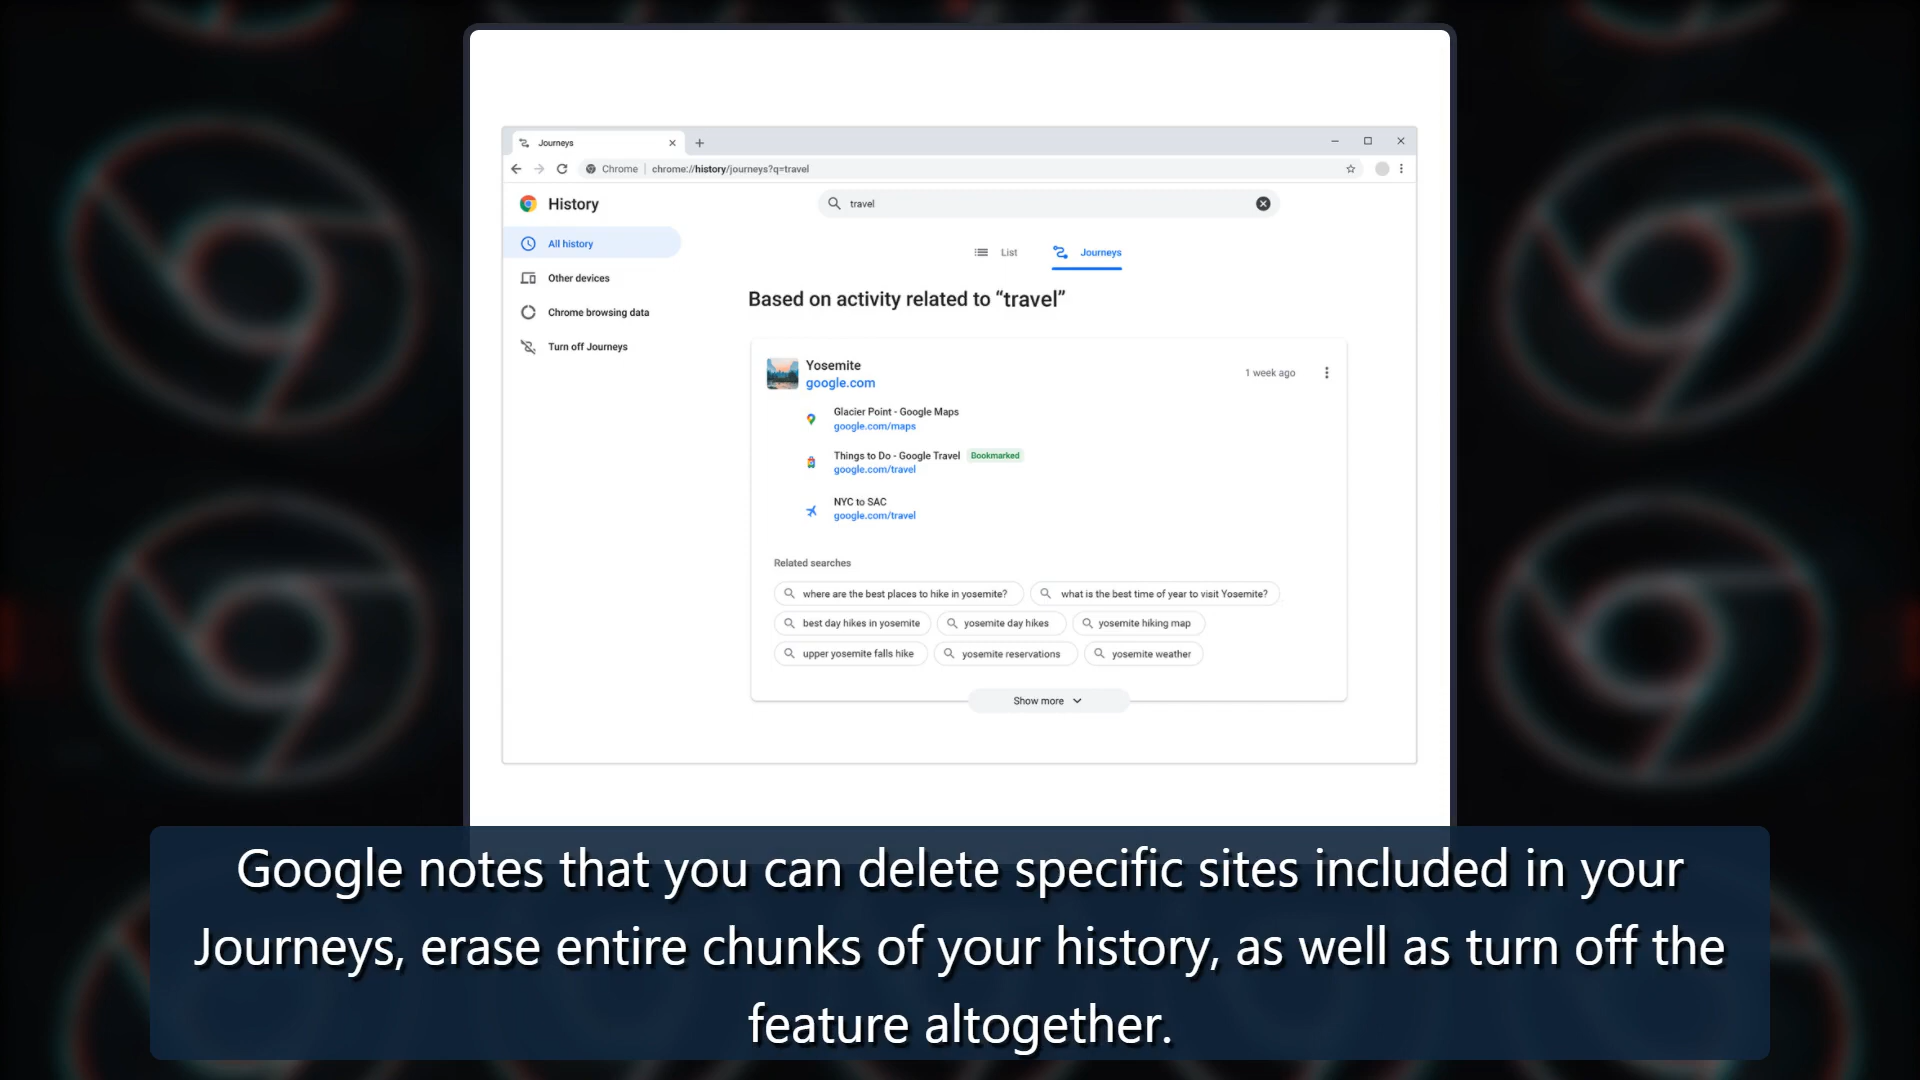 Journeys
Chrome chrome://history/journeys?q=travel
History
travel
All history
Other devices
Chrome browsing data
Turn off Journeys
List Journeys
Based on activity related to “travel”
Yosemite
google.com
1 week ago
Glacier Point - Google Maps
google.com/maps
Things to Do - Google Travel Bookmarked
google.com/travel
NYC to SAC
google.com/travel
Related searches
where are the best places to hike in yosemite? what is the best time of year to visit Yosemite?
best day hikes in yosemite yosemite day hikes yosemite hiking map
upper yosemite falls hike yosemite reservations yosemite weather
Show more
Google notes that you can delete specific sites included in your
Journeys, erase entire chunks of your history, as well as turn off the
feature altogether.